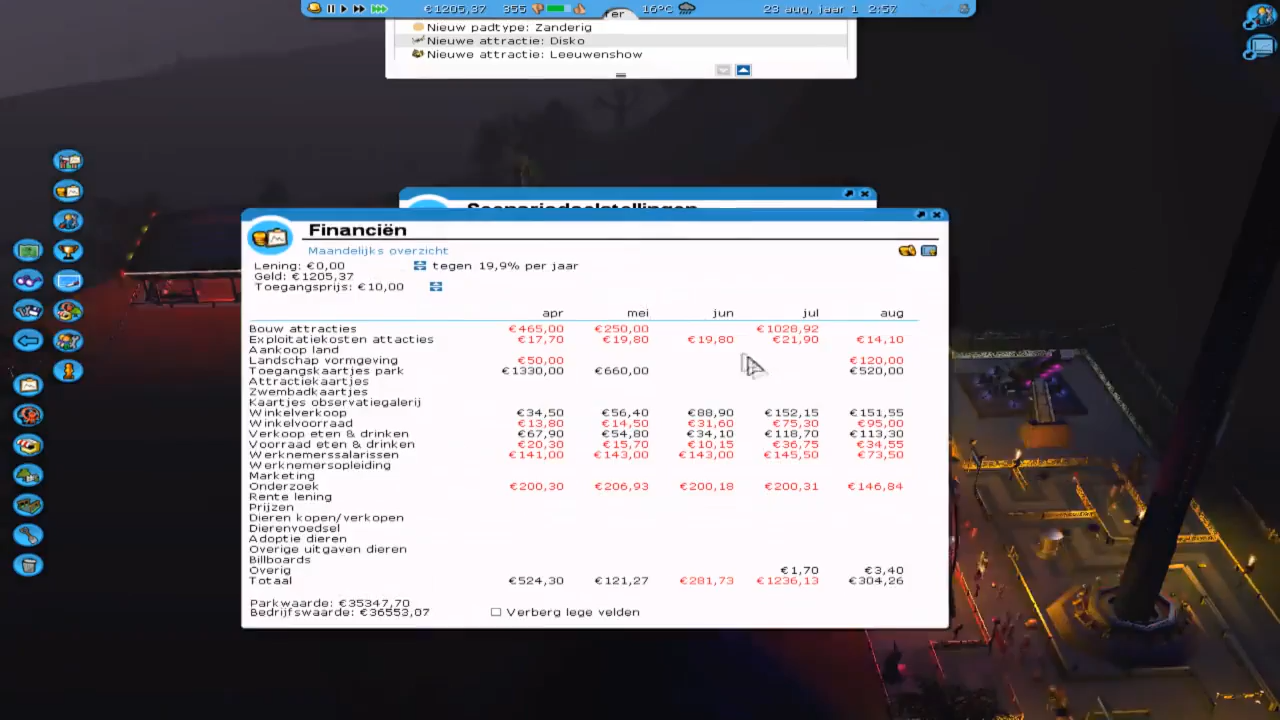 €1205,37 355 16°C 23 aug, jaar 1 2:57
Nieuw padtype: Zanderig
Nieuwe attractie: Disko
Nieuwe attractie: Leeuwenshow
Financiën
Maandelijks overzicht
Lening: €0,00 tegen 19,9% per jaar
Geld: €1205,37
Toegangsprijs: €10,00
apr mei jun jul aug
Bouw attracties €465,00 €250,00 €1028,92
Exploitatiekosten attacties €17,70 €19,80 €19,80 €21,90 €14,10
Aankoop land
Landschap vormgeving €50,00 €120,00
Toegangskaartjes park €1330,00 €660,00 €520,00
Attractiekaartjes
Zwembadkaartjes
Kaartjes observatiegalerij
Winkelverkoop €34,50 €56,40 €88,90 €152,15 €151,55
Winkelvoorraad €13,80 €14,50 €31,60 €75,30 €95,00
Verkoop eten & drinken €67,90 €54,80 €34,10 €118,70 €113,30
Voorraad eten & drinken €20,30 €15,70 €10,15 €36,75 €34,55
Werknemerssalarissen €141,00 €143,00 €143,00 €145,50 €73,50
Werknemersopleiding
Marketing
Onderzoek €200,30 €206,93 €200,18 €200,31 €146,84
Rente lening
Prijzen
Dieren kopen/verkopen
Dierenvoedsel
Adoptie dieren
Overige uitgaven dieren
Billboards
Overig €1,70 €3,40
Totaal €524,30 €121,27 €281,73 €1236,13 €304,26
Parkwaarde: €35347,70
Bedrijfswaarde: €36553,07 Verberg lege velden